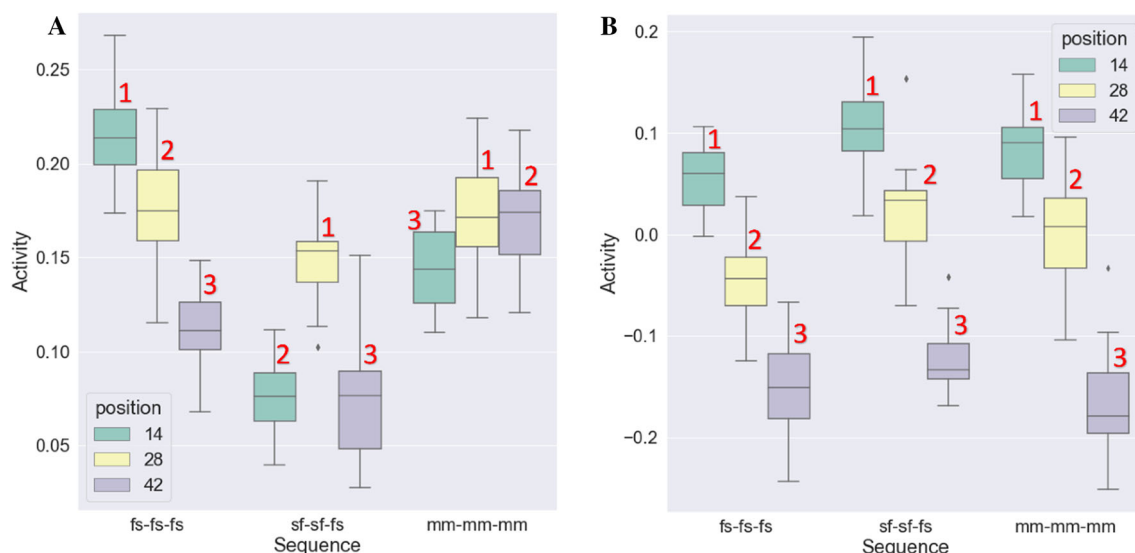 A
0.25
0.20
0.15
0.10
0.05
Activity
1
2
3
2
1
3
3
1
2
position
14
28
42
fs-fs-fs
sf-sf-fs
mm-mm-mm
Sequence
B
0.2
0.1
0.0
−0.1
−0.2
Activity
1
2
3
1
2
3
1
2
3
position
14
28
42
fs-fs-fs
sf-sf-fs
mm-mm-mm
Sequence